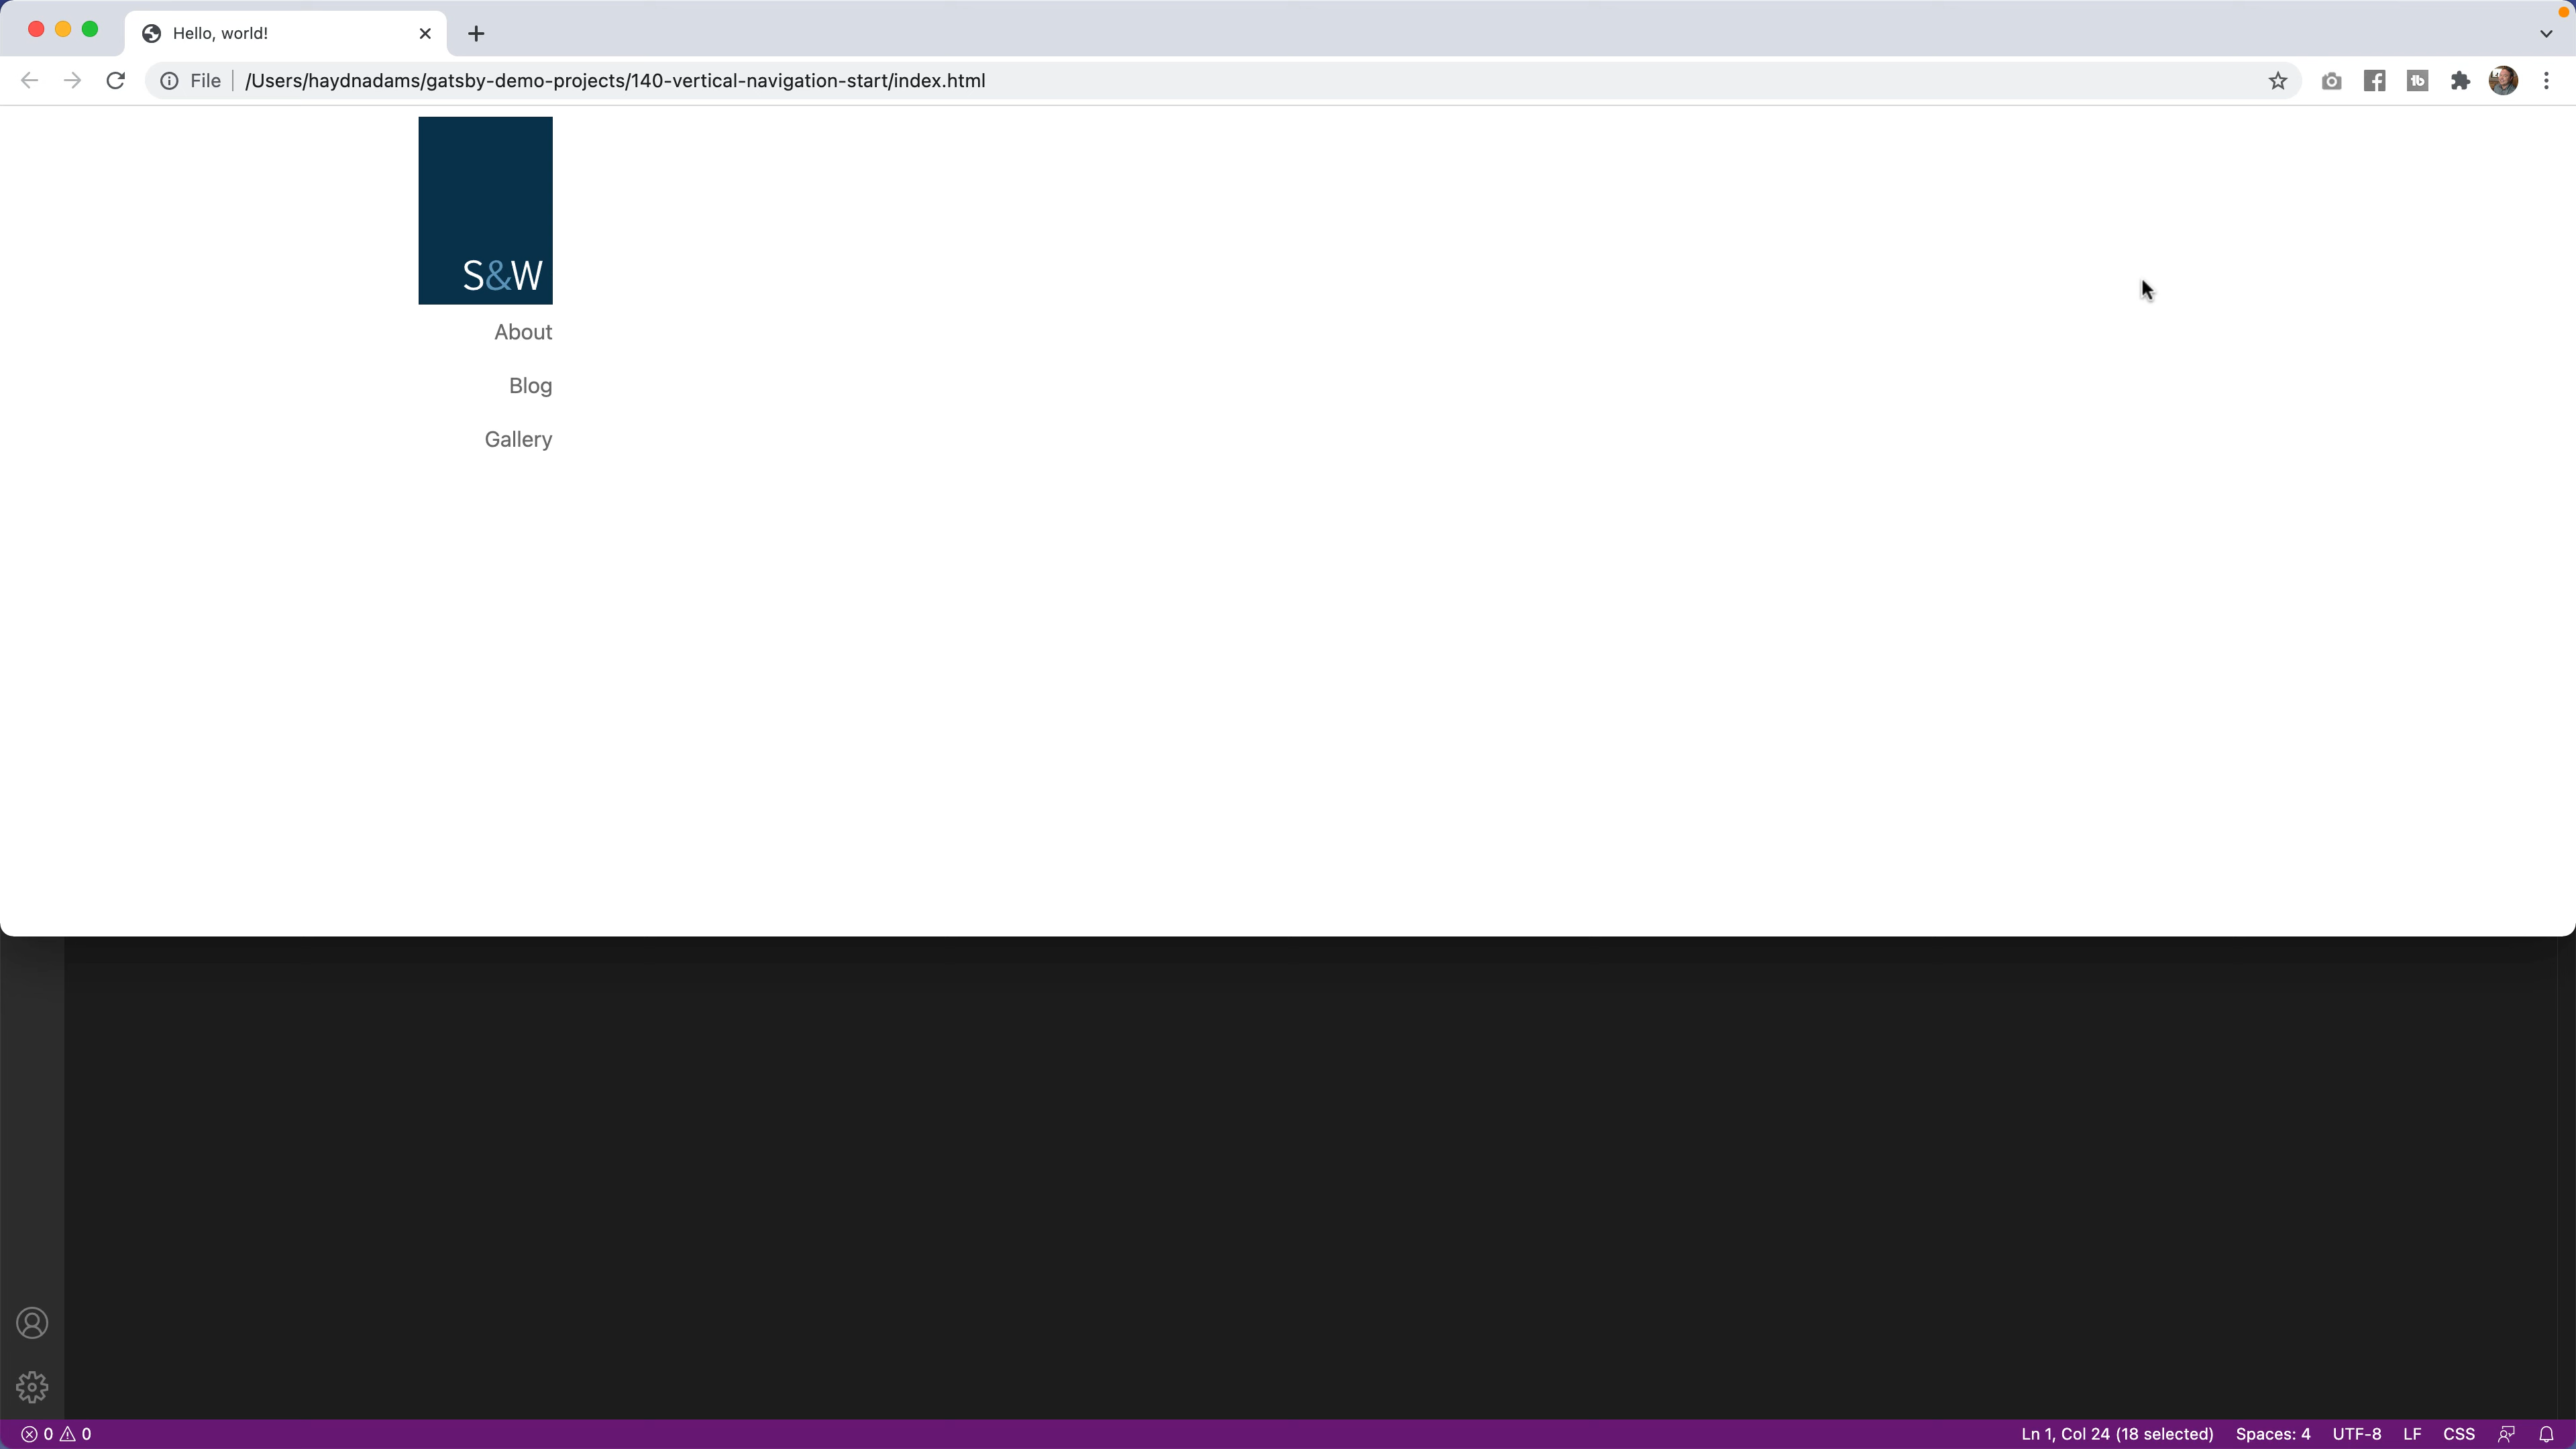 Hello, world!
File /Users/haydnadams/gatsby-demo-projects/140-vertical-navigation-start/index.html
S&W
About
Blog
Gallery
0 0 Ln 1, Col 24 (18 selected) Spaces: 4 UTF-8 LF CSS